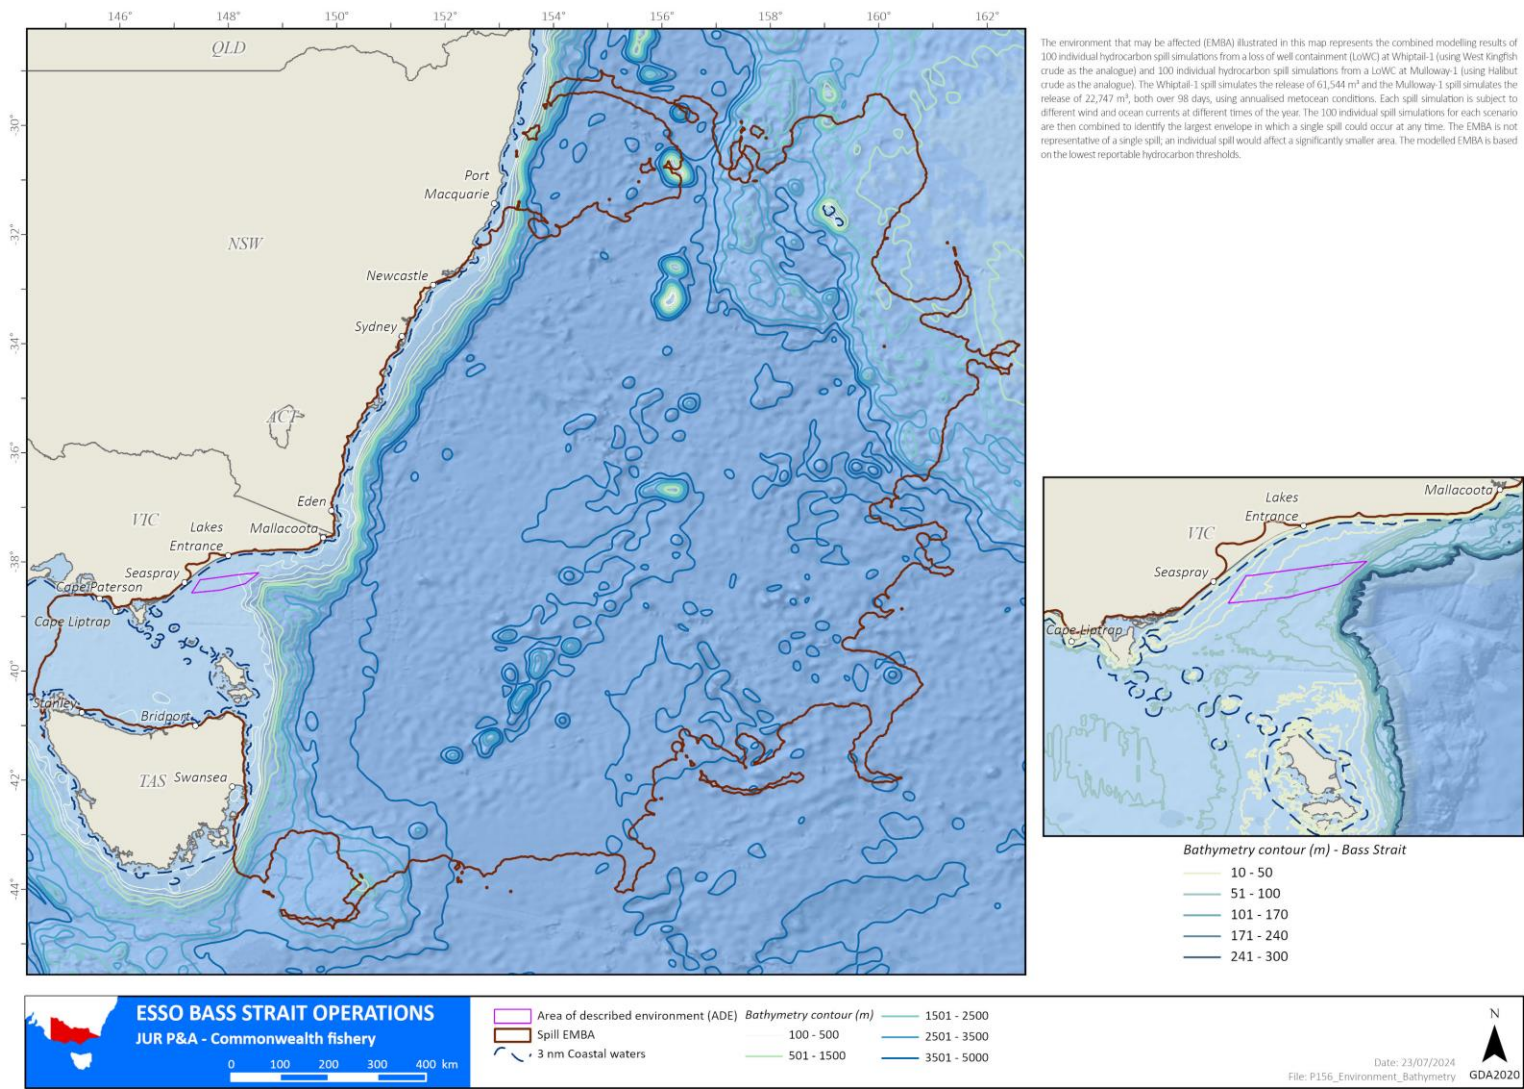 146° 148° 150° 152° 154° 156° 158° 160° 162°
QLD
-30°
Port
Macquarie
-32°
NSW
Newcastle
Sydney
-34°
ACT
-36°
Eden
VIC
Lakes
Entrance
Mallacoota
-38°
Seaspray
Cape Paterson
Cape Liptrap
-40°
Stanley
Bridport
TAS
Swansea
-42°
-44°
The environment that may be affected (EMBA) illustrated in this map represents the combined modelling results of
100 individual hydrocarbon spill simulations from a loss of well containment (LoWC) at Whiptail-1 (using West Kingfish
crude as the analogue) and 100 individual hydrocarbon spill simulations from a LoWC at Mulloway-1 (using Halibut
crude as the analogue). The Whiptail-1 spill simulates the release of 61,544 m³ and the Mulloway-1 spill simulates the
release of 22,747 m³, both over 98 days, using annualised metocean conditions. Each spill simulation is subject to
different wind and ocean currents at different times of the year. The 100 individual spill simulations for each scenario
are then combined to identify the largest envelope in which a single spill could occur at any time. The EMBA is not
representative of a single spill; an individual spill would affect a significantly smaller area. The modelled EMBA is based
on the lowest reportable hydrocarbon thresholds.
Mallacoota
Lakes
Entrance
VIC
Seaspray
Cape Liptrap
Bathymetry contour (m) - Bass Strait
10 - 50
51 - 100
101 - 170
171 - 240
241 - 300
ESSO BASS STRAIT OPERATIONS
JUR P&A - Commonwealth fishery
0 100 200 300 400 km
Area of described environment (ADE)
Spill EMBA
3 nm Coastal waters
Bathymetry contour (m)
100 - 500
501 - 1500
1501 - 2500
2501 - 3500
3501 - 5000
N
GDA2020
Date: 23/07/2024
File: P156_Environment_Bathymetry